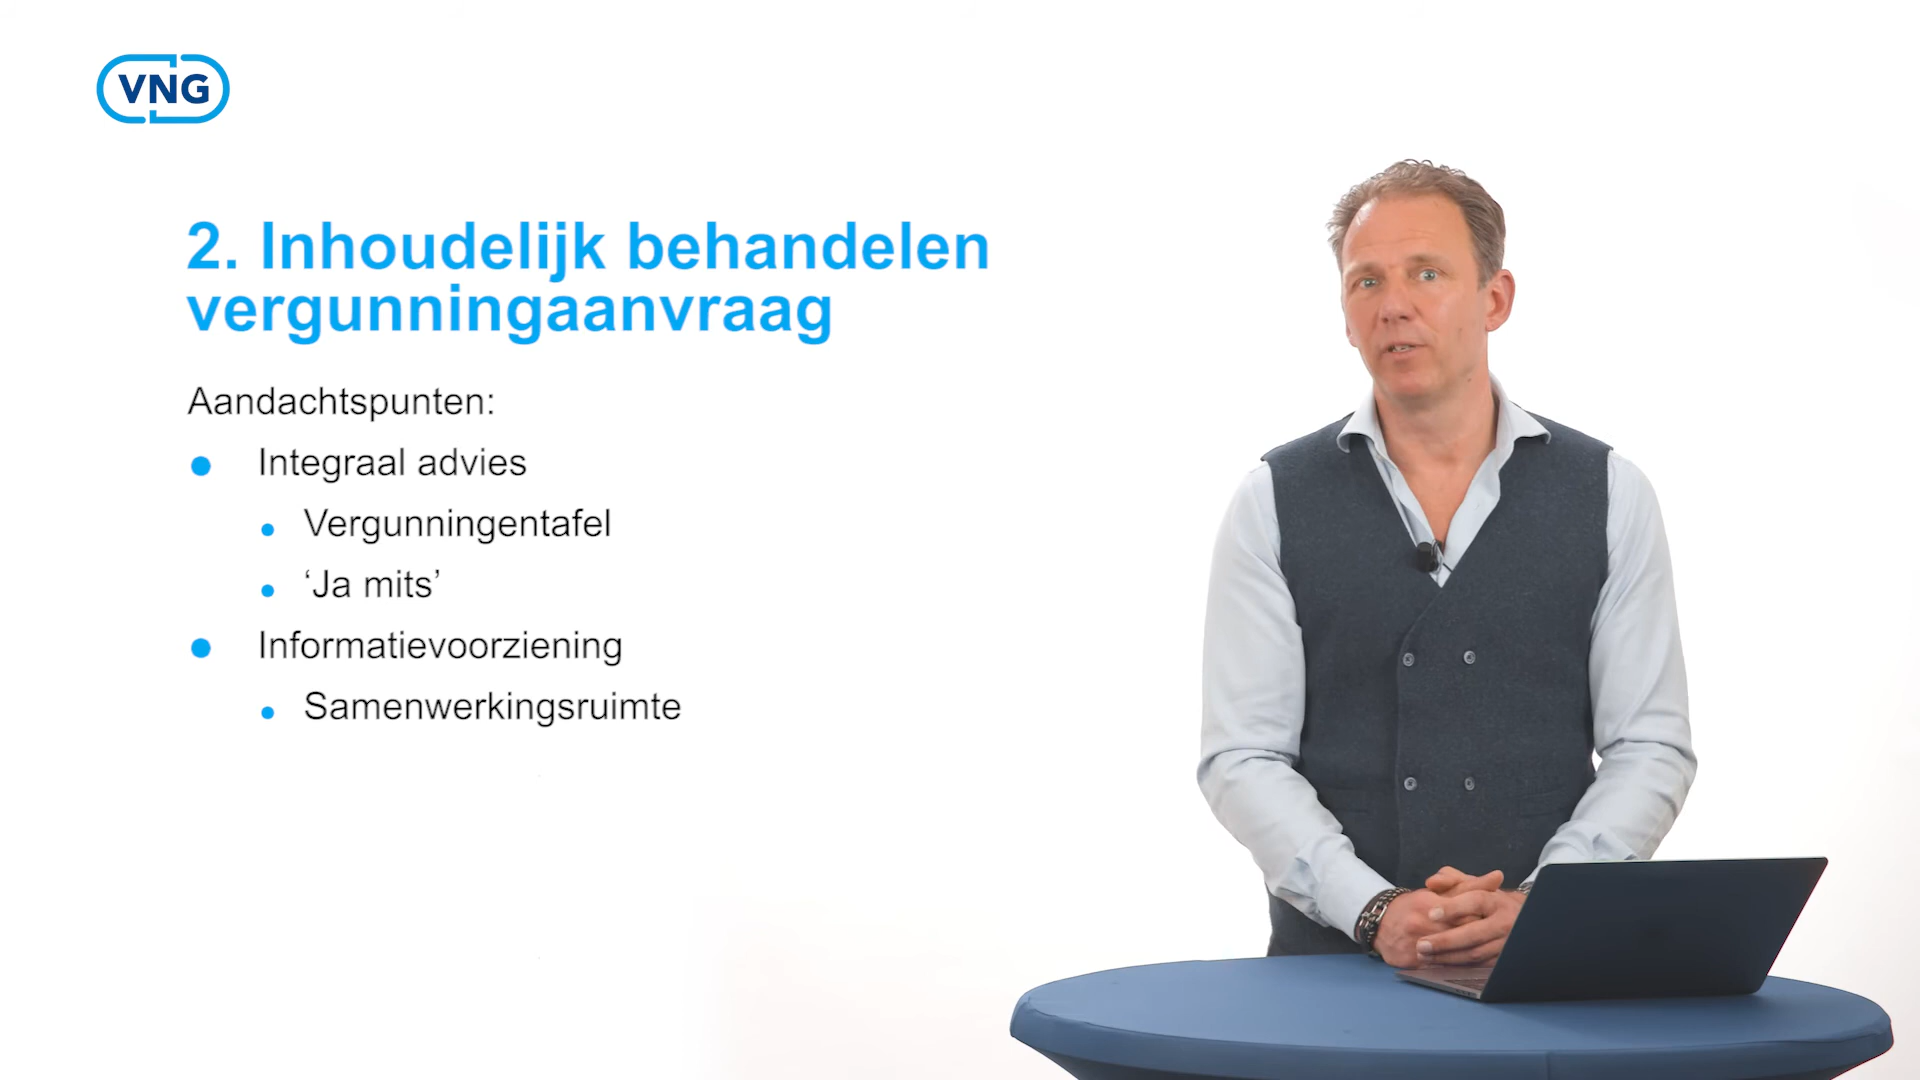 VNG
2. Inhoudelijk behandelen
vergunningaanvraag
Aandachtspunten:
Integraal advies
Vergunningentafel
‘Ja mits’
Informatievoorziening
Samenwerkingsruimte